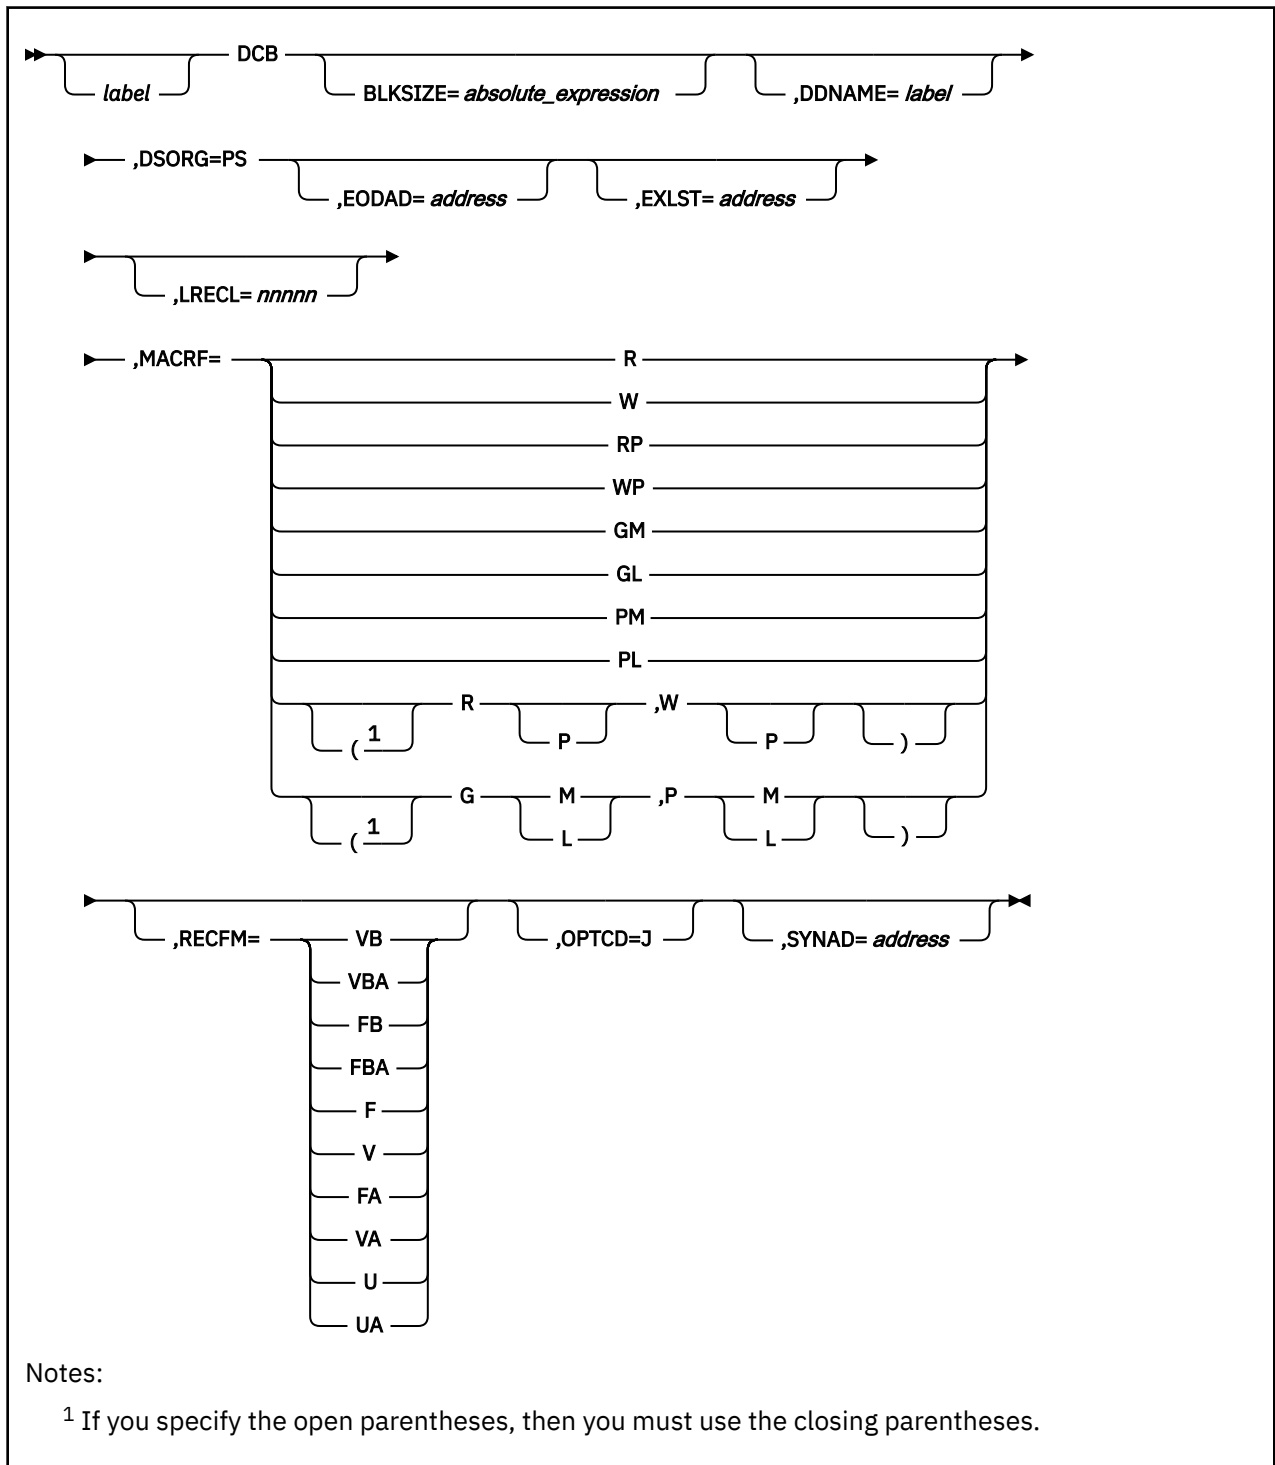 DCB
label
BLKSIZE= absolute_expression
,DDNAME= label
,DSORG=PS
,EODAD= address
,EXLST= address
,LRECL= nnnnn
,MACRF=
R
W
RP
WP
GM
GL
PM
PL
R ,W
( 1 P P )
G M ,P M
( 1 L L )
,RECFM= VB ,OPTCD=J ,SYNAD= address
VBA
FB
FBA
F
V
FA
VA
U
UA
Notes:
1 If you specify the open parentheses, then you must use the closing parentheses.